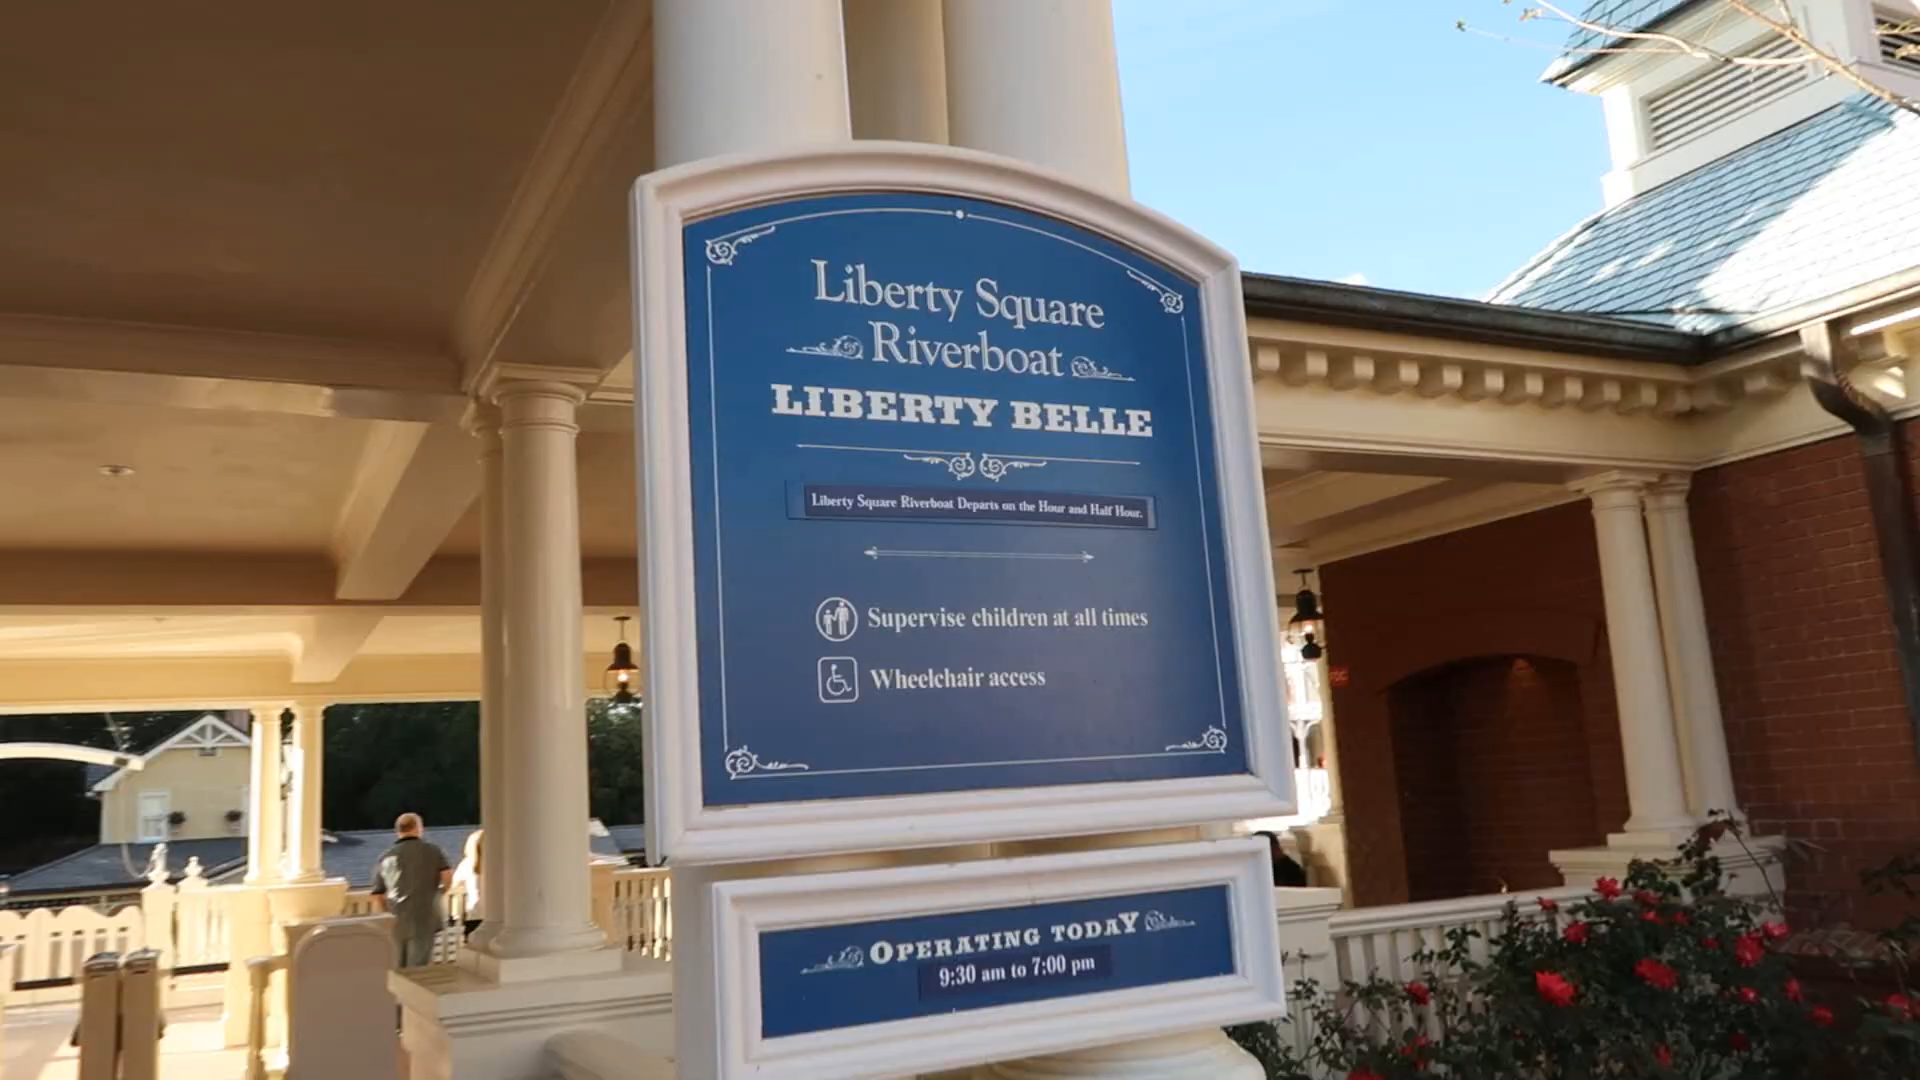 Liberty Square
Riverboat
LIBERTY BELLE
Liberty Square Riverboat Departs on the Hour and Half Hour.
Supervise children at all times
Wheelchair access
OPERATING TODAY
9:30 am to 7:00 pm